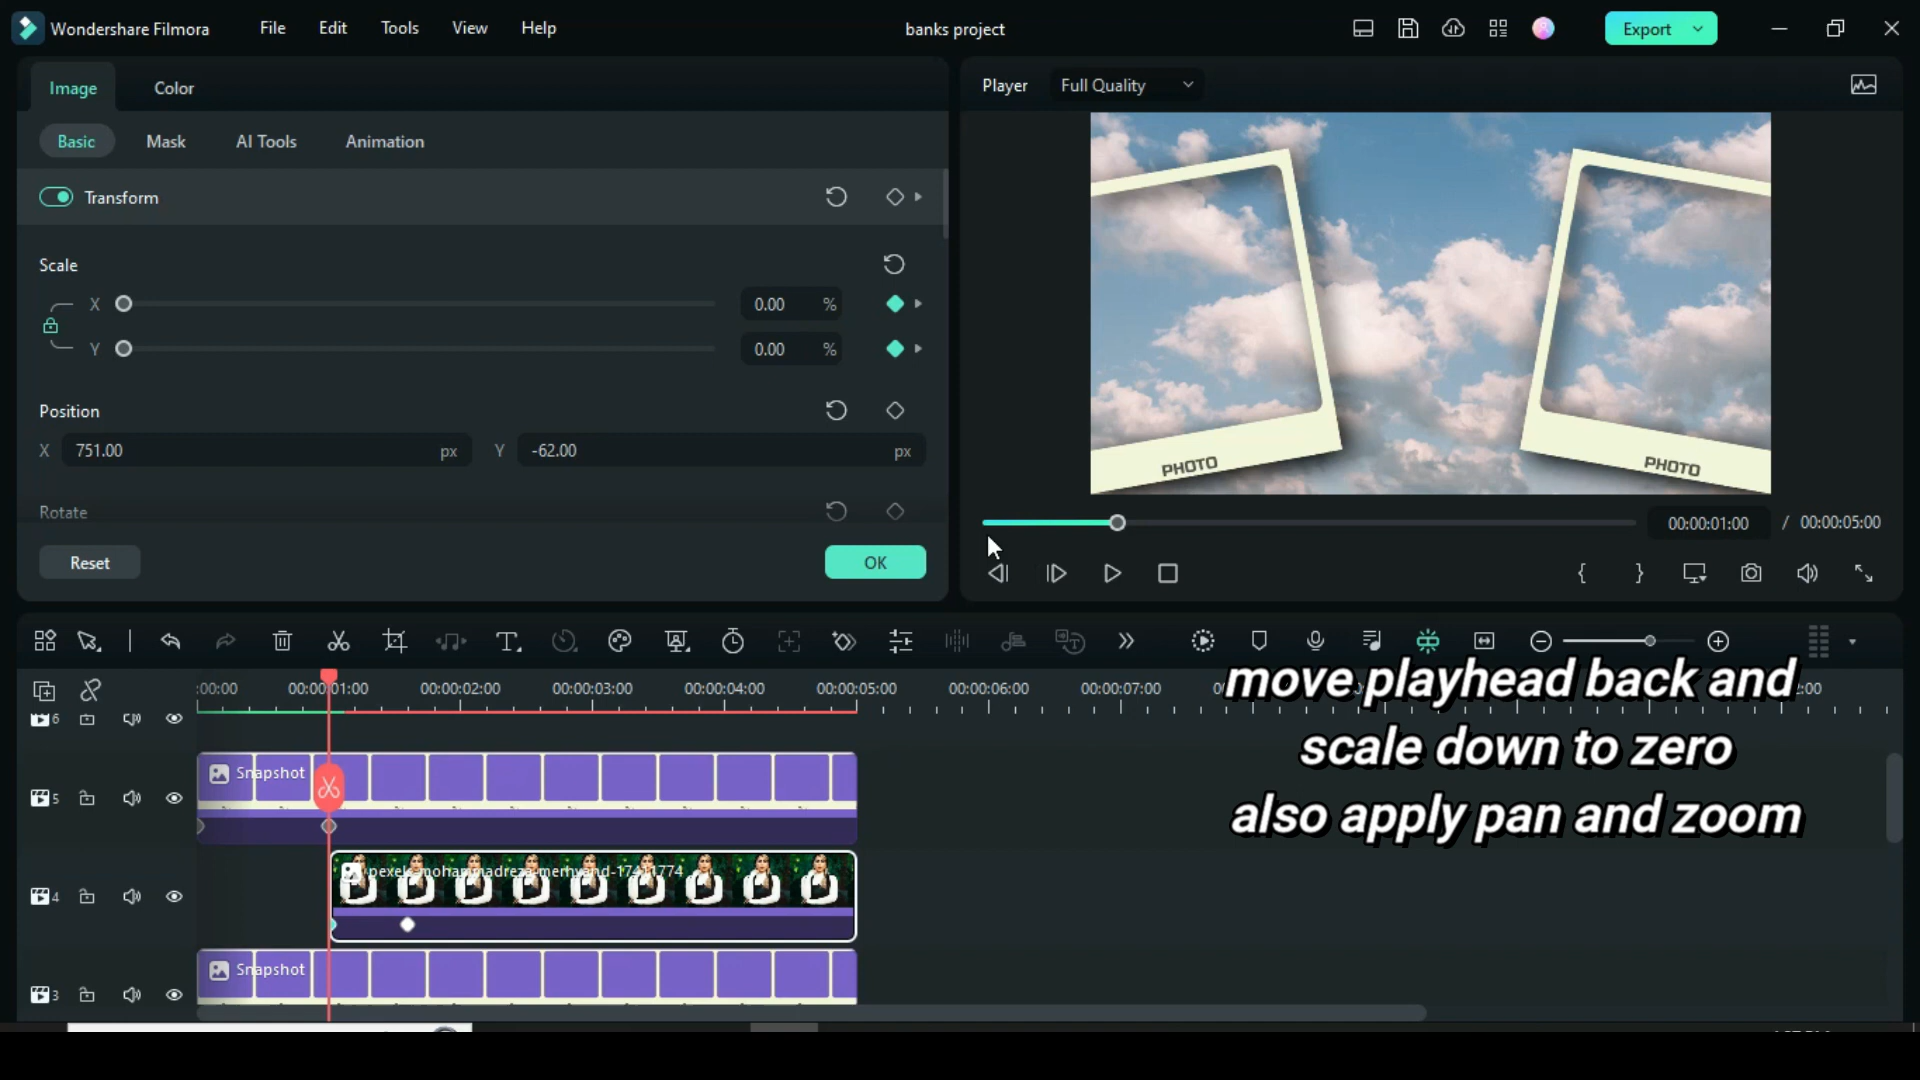 Wondershare Filmora File Edit Tools View Help banks project Export
Image Color
Player Full Quality
Basic Mask AI Tools Animation
Transform
Scale
X 0.00 %
Y 0.00 %
Position
X 751.00 px Y -62.00 px
Rotate
Reset OK
PHOTO PHOTO
00:00:01:00 / 00:00:05:00
:00:00 00:00:01:00 00:00:02:00 00:00:03:00 00:00:04:00 00:00:05:00 00:00:06:00 00:00:07:00
move playhead back and
scale down to zero
also apply pan and zoom
6
Snapshot
5
4
Snapshot
3